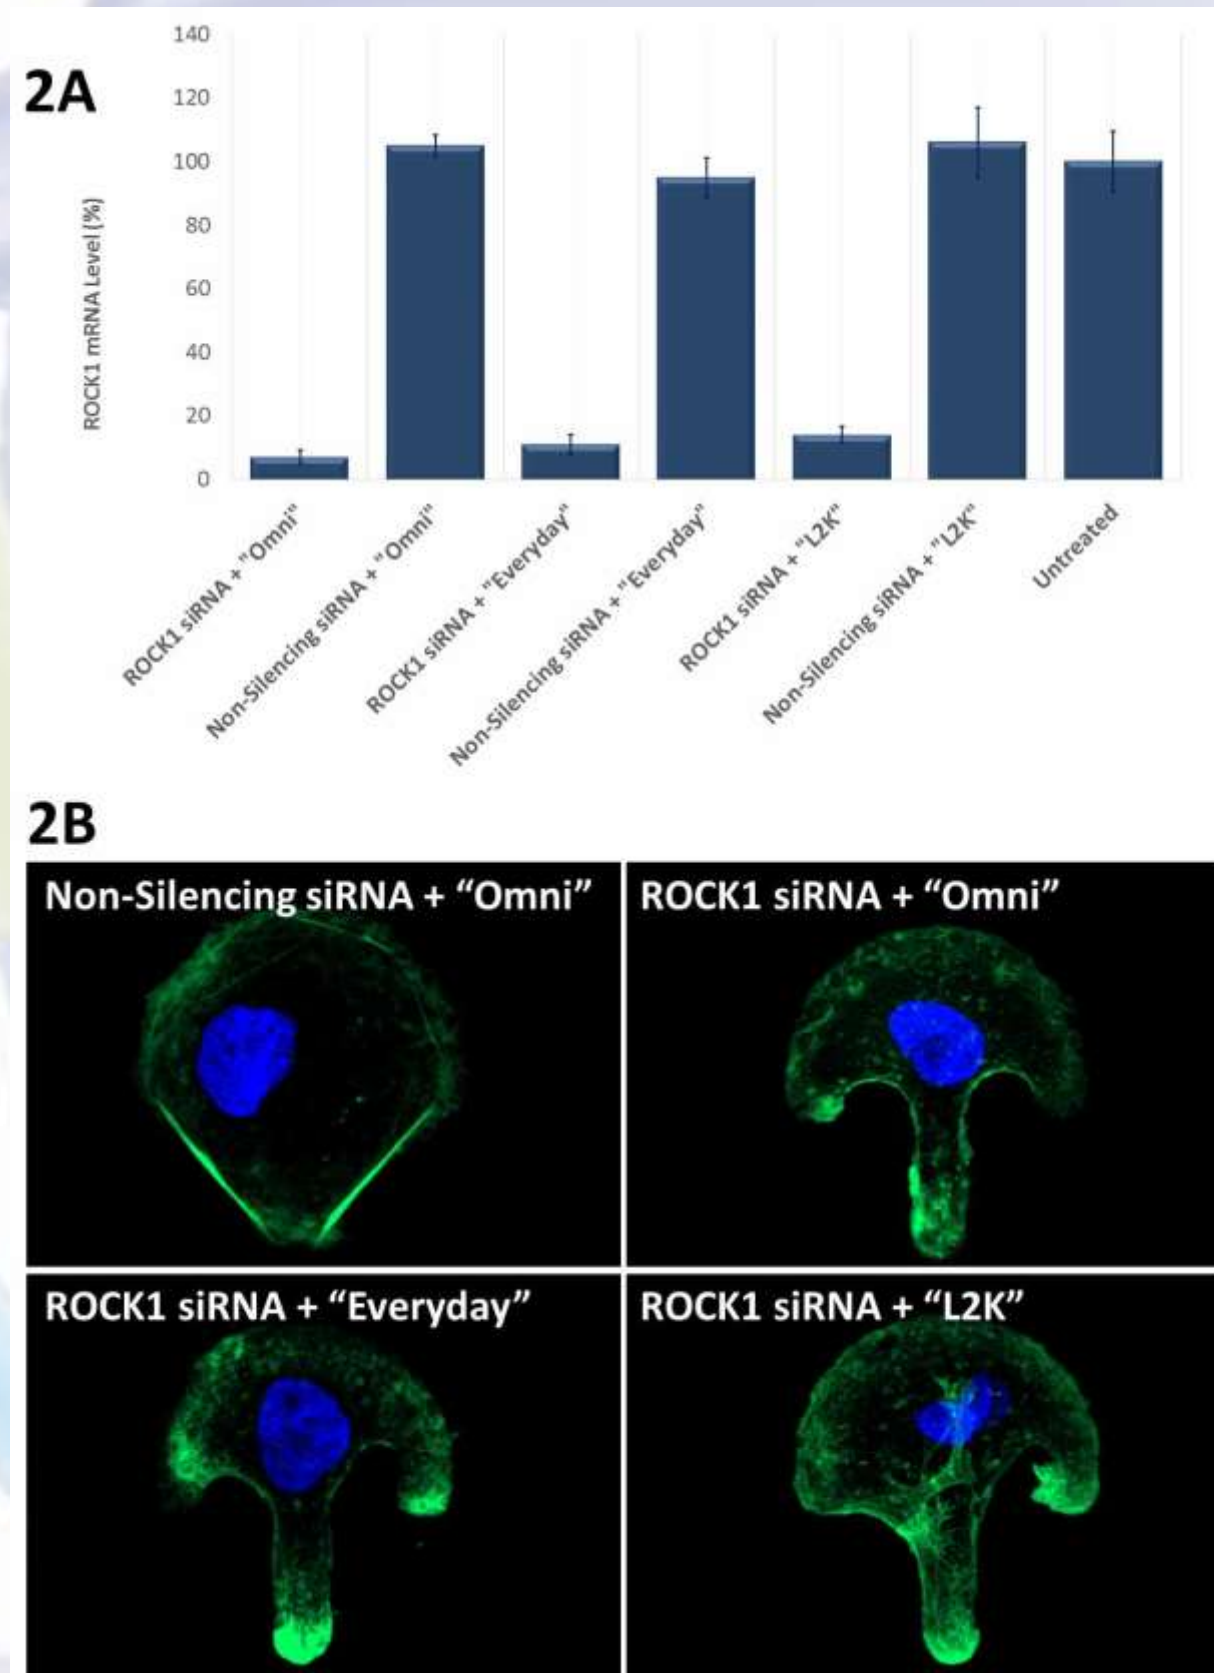 2A
ROCK1 mRNA Level (%)
140
120
100
80
60
40
20
0
ROCK1 siRNA + "Omni"
Non-Silencing siRNA + "Omni"
ROCK1 siRNA + "Everyday"
Non-Silencing siRNA + "Everyday"
ROCK1 siRNA + "L2K"
Non-Silencing siRNA + "L2K"
Untreated
2B
Non-Silencing siRNA + “Omni”
ROCK1 siRNA + “Omni”
ROCK1 siRNA + “Everyday”
ROCK1 siRNA + “L2K”